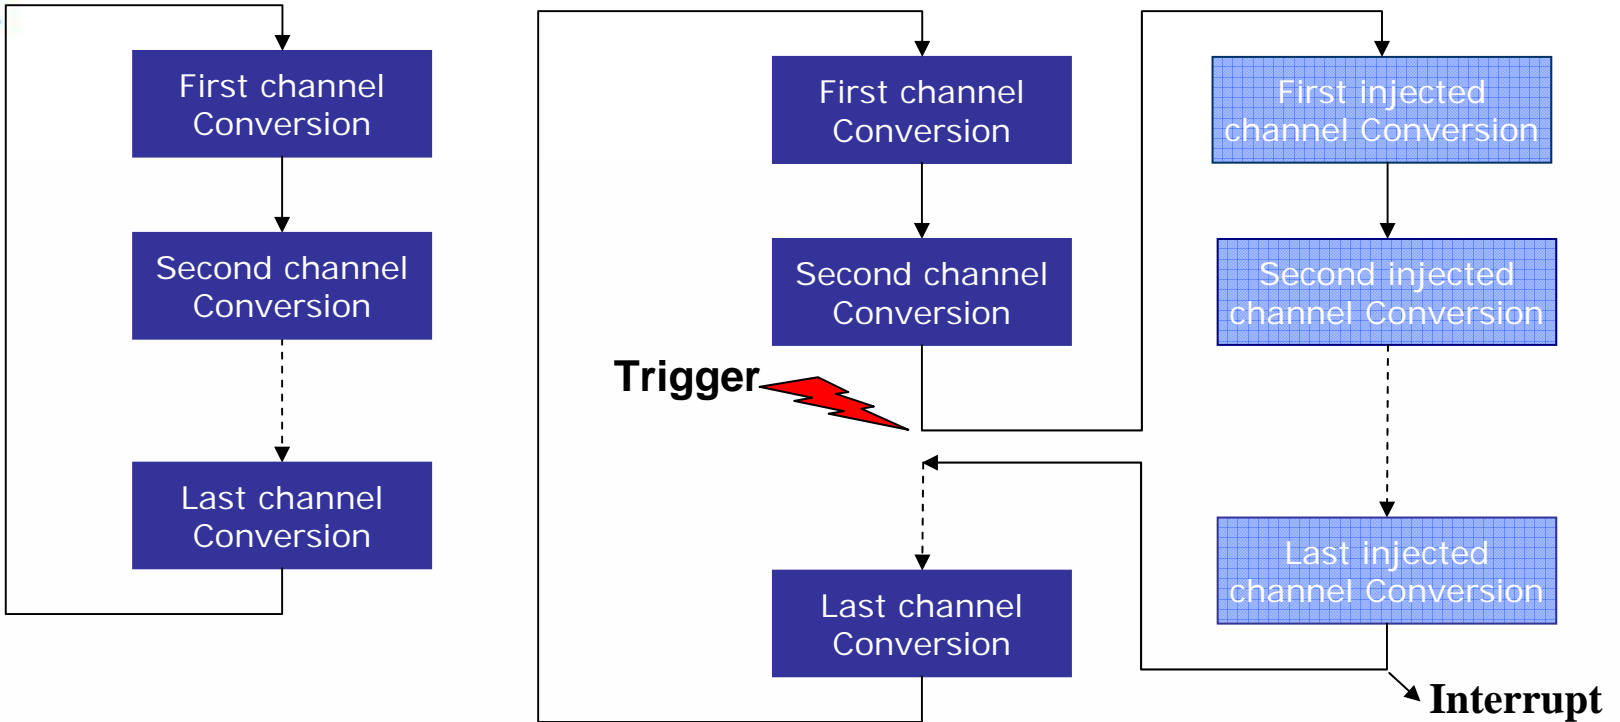 First channel
Conversion
Second channel
Conversion
Last channel
Conversion
First channel
Conversion
Second channel
Conversion
Trigger
Last channel
Conversion
First injected
channel Conversion
Second injected
channel Conversion
Last injected
channel Conversion
Interrupt